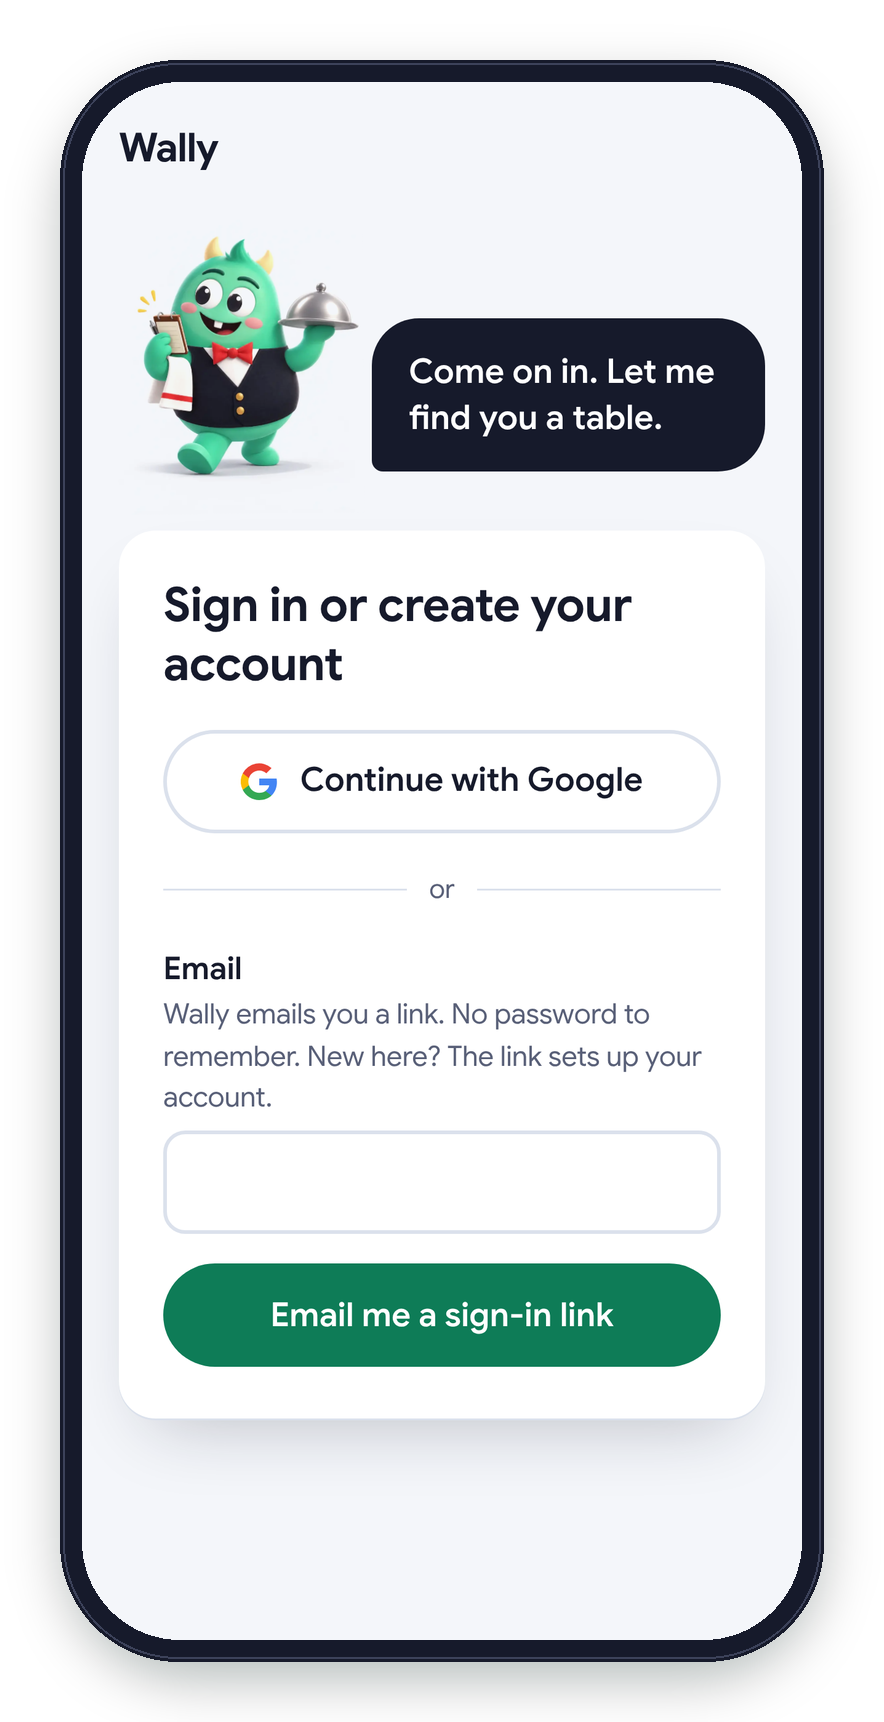 Wally
Come on in. Let me
find you a table.
Sign in or create your
account
Continue with Google
or
Email
Wally emails you a link. No password to
remember. New here? The link sets up your
account.
Email me a sign-in link